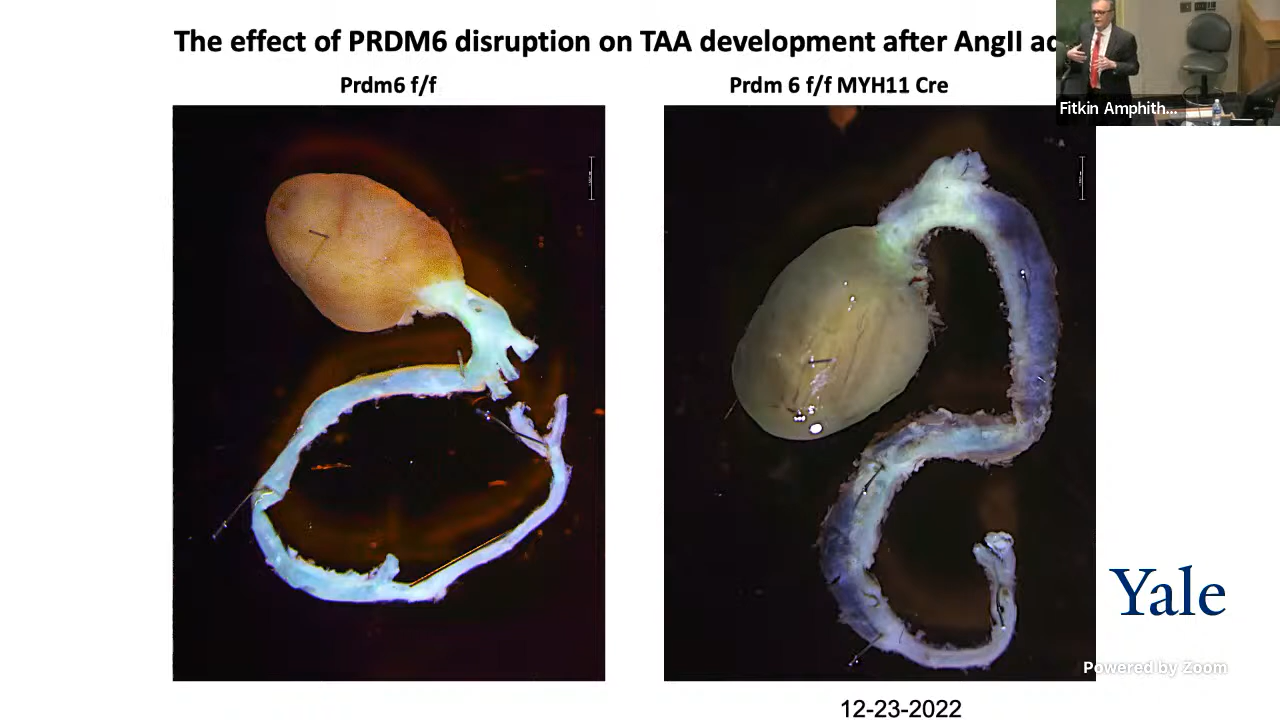 The effect of PRDM6 disruption on TAA development after AngII ad
Prdm6 f/f
Prdm 6 f/f MYH11 Cre
Fitkin Amphith...
Yale
Powered by Zoom
12-23-2022